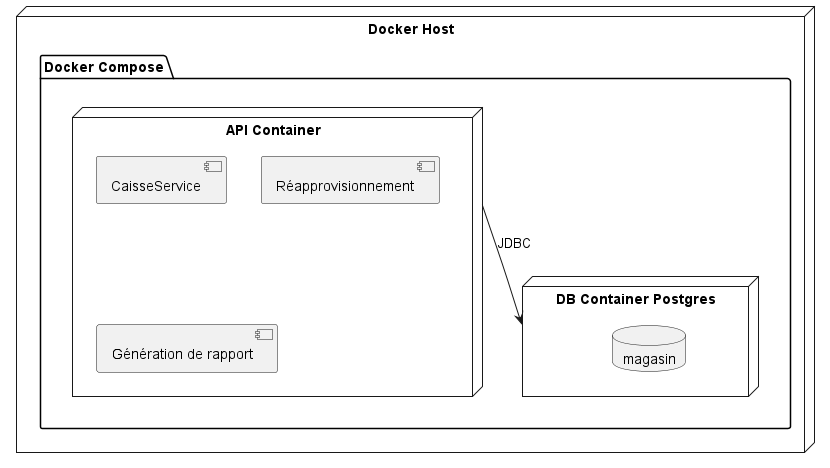 Docker Host
Docker Compose
API Container
CaisseService
Réapprovisionnement
JDBC
DB Container Postgres
Génération de rapport
magasin